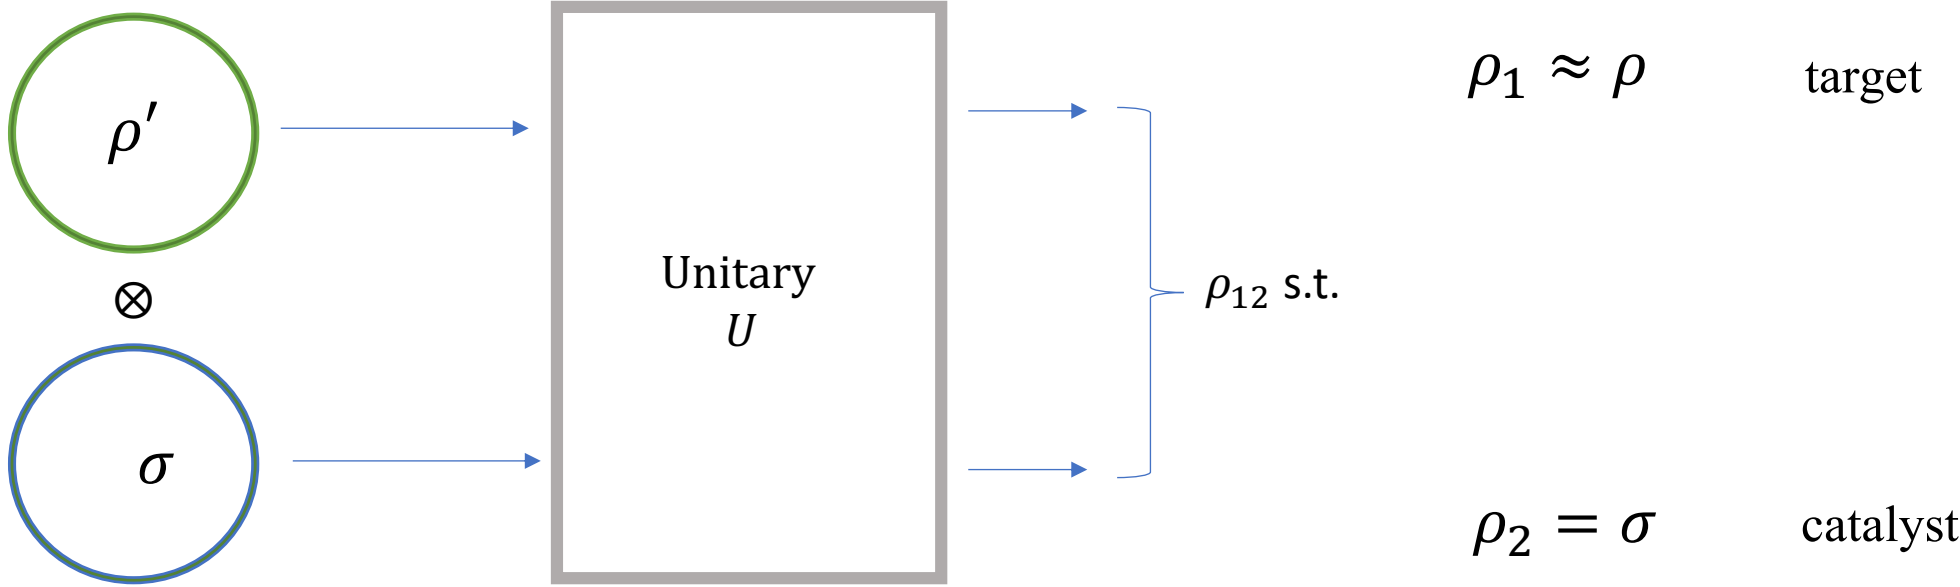 ρ′
⊗
σ
Unitary
U
ρ₁₂ s.t.
ρ₁ ≈ ρ target
ρ₂ = σ catalyst